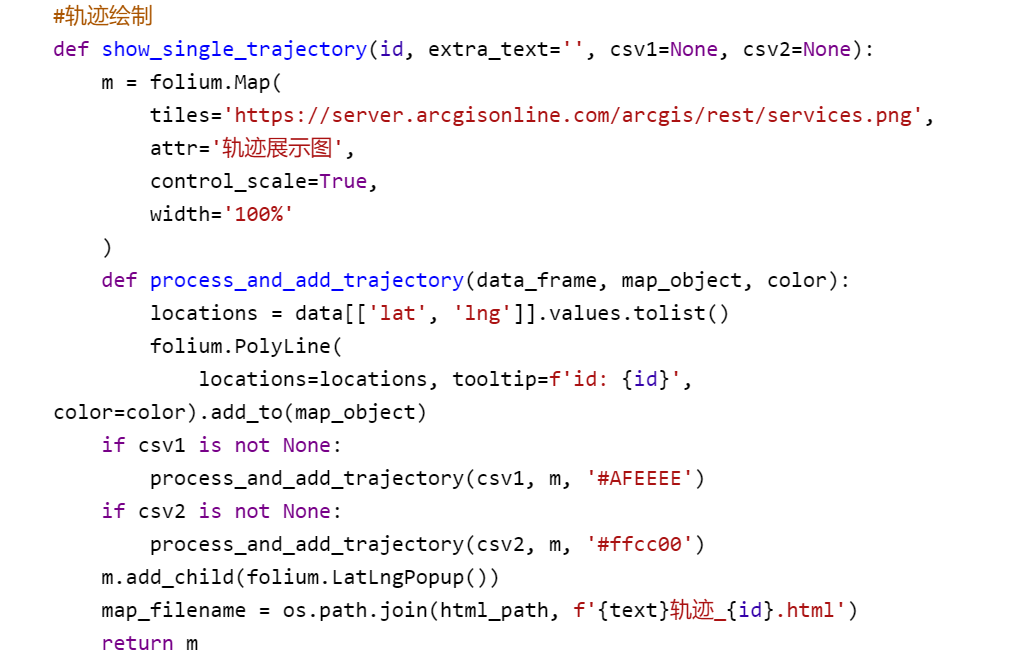 #轨迹绘制
def show_single_trajectory(id, extra_text='', csv1=None, csv2=None):
    m = folium.Map(
        tiles='https://server.arcgisonline.com/arcgis/rest/services.png',
        attr='轨迹展示图',
        control_scale=True,
        width='100%'
    )
    def process_and_add_trajectory(data_frame, map_object, color):
        locations = data[['lat', 'lng']].values.tolist()
        folium.PolyLine(
            locations=locations, tooltip=f'id: {id}',
color=color).add_to(map_object)
    if csv1 is not None:
        process_and_add_trajectory(csv1, m, '#AFEEEE')
    if csv2 is not None:
        process_and_add_trajectory(csv2, m, '#ffcc00')
    m.add_child(folium.LatLngPopup())
    map_filename = os.path.join(html_path, f'{text}轨迹_{id}.html')
    return m